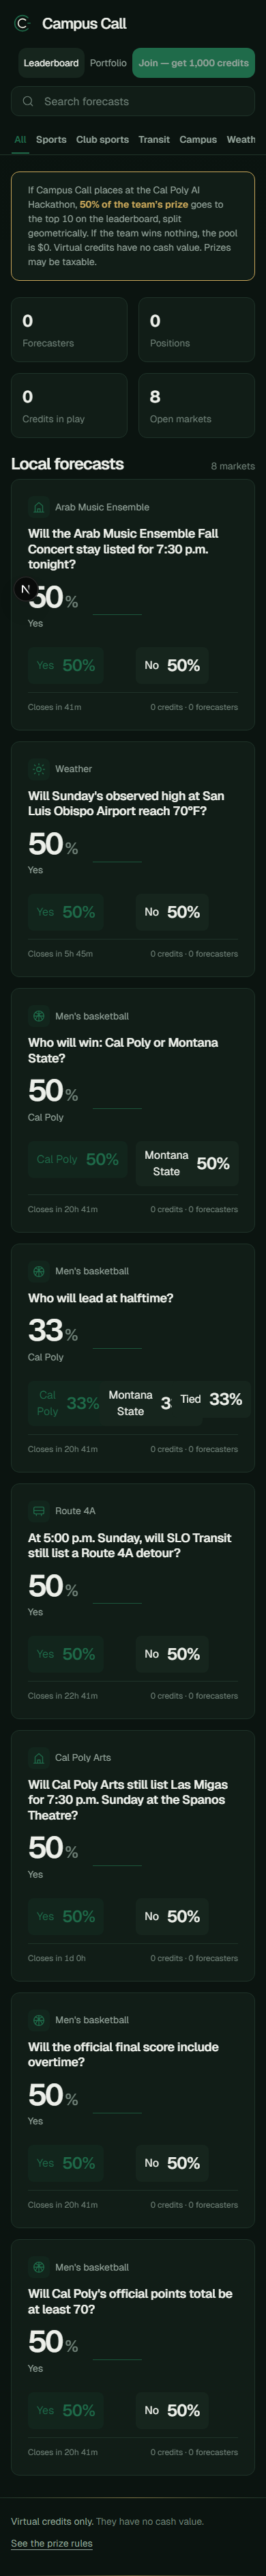 Campus Call
Leaderboard Portfolio Join — get 1,000 credits
Search forecasts
All Sports Club sports Transit Campus Weath
If Campus Call places at the Cal Poly AI
Hackathon, 50% of the team's prize goes to
the top 10 on the leaderboard, split
geometrically. If the team wins nothing, the pool
is $0. Virtual credits have no cash value. Prizes
may be taxable.
0 0
Forecasters Positions
0 8
Credits in play Open markets
Local forecasts 8 markets
Arab Music Ensemble
Will the Arab Music Ensemble Fall
Concert stay listed for 7:30 p.m.
tonight?
N 50%
Yes
Yes 50% No 50%
Closes in 41m 0 credits · 0 forecasters
Weather
Will Sunday's observed high at San
Luis Obispo Airport reach 70°F?
50%
Yes
Yes 50% No 50%
Closes in 5h 45m 0 credits · 0 forecasters
Men's basketball
Who will win: Cal Poly or Montana
State?
50%
Cal Poly
Cal Poly 50% Montana State 50%
Closes in 20h 41m 0 credits · 0 forecasters
Men's basketball
Who will lead at halftime?
33%
Cal Poly
Cal Poly 33% Montana State 3 Tied 33%
Closes in 20h 41m 0 credits · 0 forecasters
Route 4A
At 5:00 p.m. Sunday, will SLO Transit
still list a Route 4A detour?
50%
Yes
Yes 50% No 50%
Closes in 22h 41m 0 credits · 0 forecasters
Cal Poly Arts
Will Cal Poly Arts still list Las Migas
for 7:30 p.m. Sunday at the Spanos
Theatre?
50%
Yes
Yes 50% No 50%
Closes in 1d 0h 0 credits · 0 forecasters
Men's basketball
Will the official final score include
overtime?
50%
Yes
Yes 50% No 50%
Closes in 20h 41m 0 credits · 0 forecasters
Men's basketball
Will Cal Poly's official points total be
at least 70?
50%
Yes
Yes 50% No 50%
Closes in 20h 41m 0 credits · 0 forecasters
Virtual credits only. They have no cash value.
See the prize rules